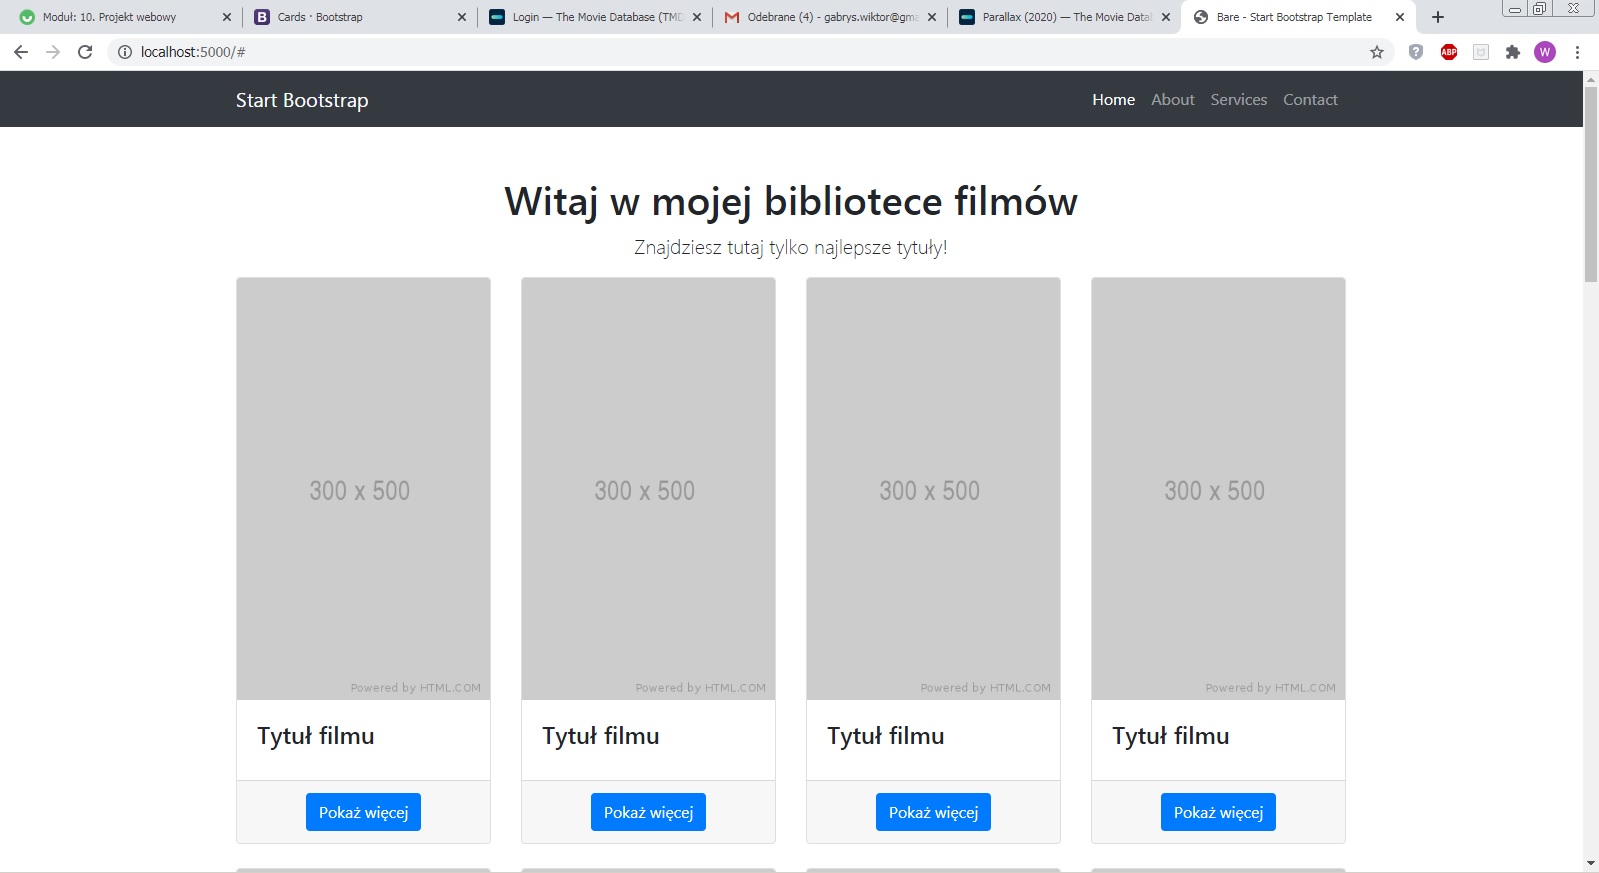 Moduł: 10. Projekt webowy
Cards · Bootstrap
Login — The Movie Database (TMD
Odebrane (4) - gabrys.wiktor@gma
Parallax (2020) — The Movie Data
Bare - Start Bootstrap Template
localhost:5000/#
ABP
W
Start Bootstrap
Home About Services Contact
Witaj w mojej bibliotece filmów
Znajdziesz tutaj tylko najlepsze tytuły!
300 x 500 300 x 500 300 x 500 300 x 500
Powered by HTML.COM Powered by HTML.COM Powered by HTML.COM Powered by HTML.COM
Tytuł filmu Tytuł filmu Tytuł filmu Tytuł filmu
Pokaż więcej Pokaż więcej Pokaż więcej Pokaż więcej